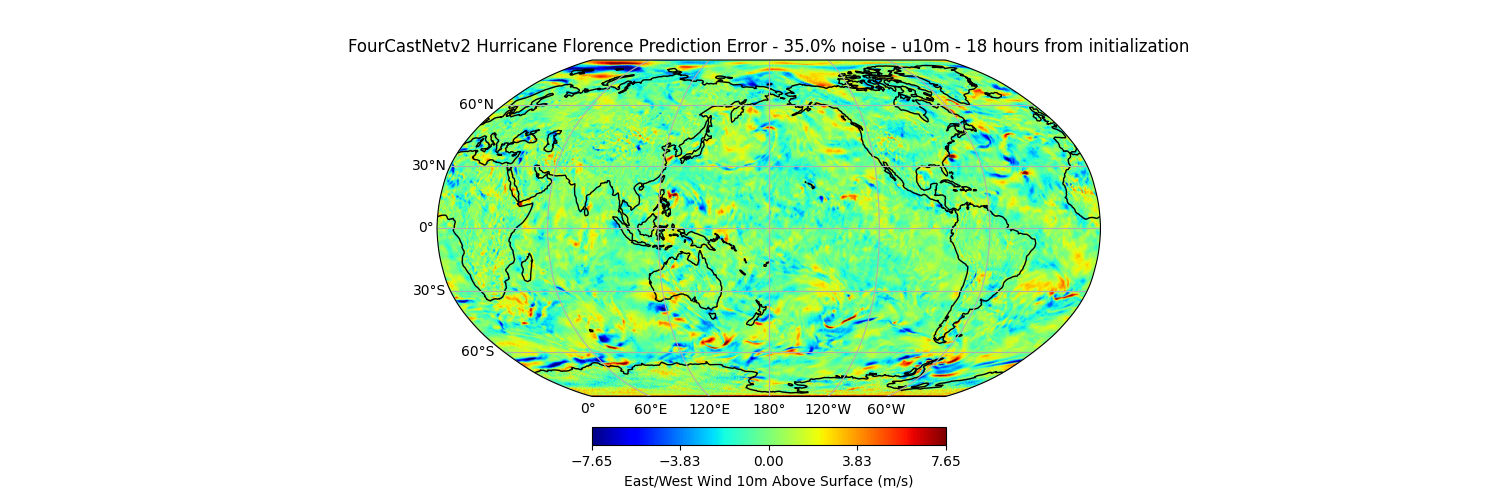 FourCastNetv2 Hurricane Florence Prediction Error - 35.0% noise - u10m - 18 hours from initialization
60°N
30°N
0°
30°S
60°S
0° 60°E 120°E 180° 120°W 60°W
−7.65 −3.83 0.00 3.83 7.65
East/West Wind 10m Above Surface (m/s)